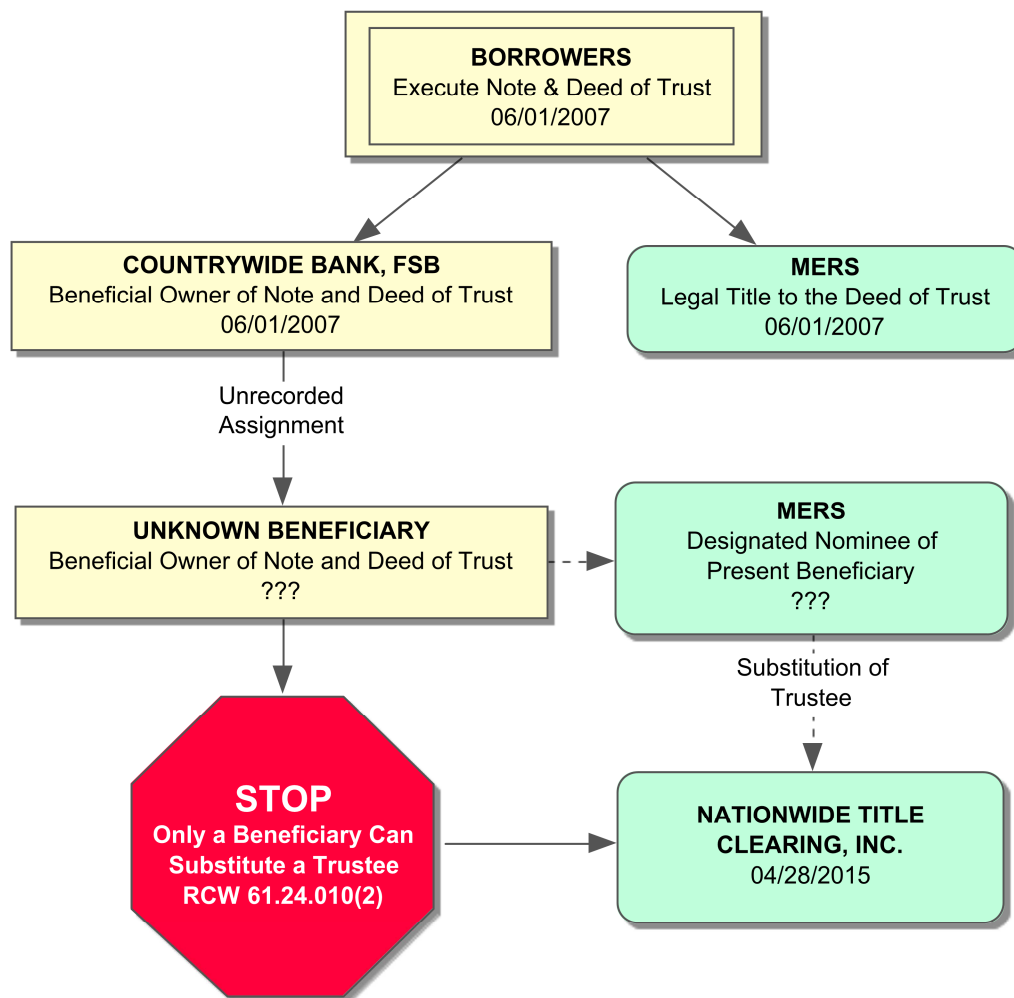 BORROWERS
Execute Note & Deed of Trust
06/01/2007
COUNTRYWIDE BANK, FSB
Beneficial Owner of Note and Deed of Trust
06/01/2007
MERS
Legal Title to the Deed of Trust
06/01/2007
Unrecorded
Assignment
UNKNOWN BENEFICIARY
Beneficial Owner of Note and Deed of Trust
???
MERS
Designated Nominee of
Present Beneficiary
???
Substitution of
Trustee
STOP
Only a Beneficiary Can
Substitute a Trustee
RCW 61.24.010(2)
NATIONWIDE TITLE
CLEARING, INC.
04/28/2015